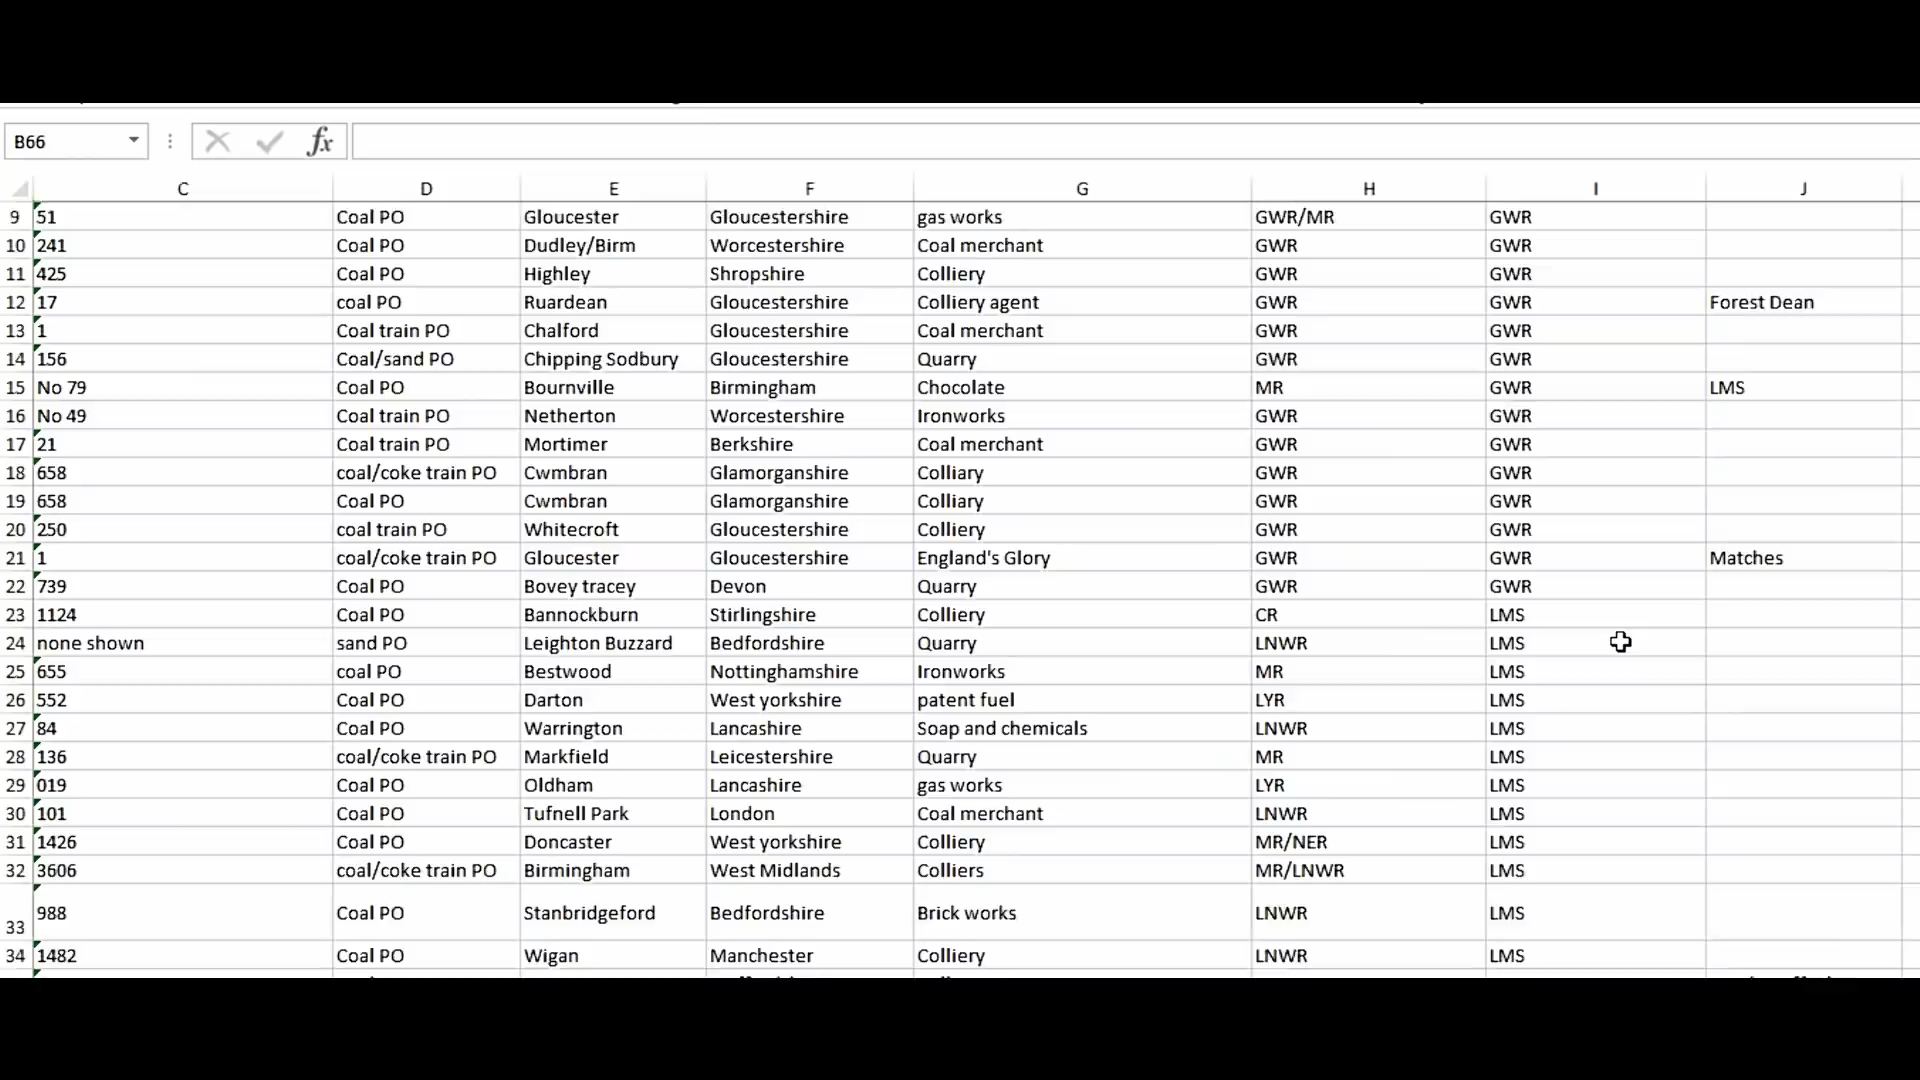 B66 fx
C D E F G H I J
9 51 Coal PO Gloucester Gloucestershire gas works GWR/MR GWR
10 241 Coal PO Dudley/Birm Worcestershire Coal merchant GWR GWR
11 425 Coal PO Highley Shropshire Colliery GWR GWR
12 17 coal PO Ruardean Gloucestershire Colliery agent GWR GWR Forest Dean
13 1 Coal train PO Chalford Gloucestershire Coal merchant GWR GWR
14 156 Coal/sand PO Chipping Sodbury Gloucestershire Quarry GWR GWR
15 No 79 Coal PO Bournville Birmingham Chocolate MR GWR LMS
16 No 49 Coal train PO Netherton Worcestershire Ironworks GWR GWR
17 21 Coal train PO Mortimer Berkshire Coal merchant GWR GWR
18 658 coal/coke train PO Cwmbran Glamorganshire Colliary GWR GWR
19 658 Coal PO Cwmbran Glamorganshire Colliary GWR GWR
20 250 coal train PO Whitecroft Gloucestershire Colliery GWR GWR
21 1 coal/coke train PO Gloucester Gloucestershire England's Glory GWR GWR Matches
22 739 Coal PO Bovey tracey Devon Quarry GWR GWR
23 1124 Coal PO Bannockburn Stirlingshire Colliery CR LMS
24 none shown sand PO Leighton Buzzard Bedfordshire Quarry LNWR LMS
25 655 coal PO Bestwood Nottinghamshire Ironworks MR LMS
26 552 Coal PO Darton West yorkshire patent fuel LYR LMS
27 84 Coal PO Warrington Lancashire Soap and chemicals LNWR LMS
28 136 coal/coke train PO Markfield Leicestershire Quarry MR LMS
29 019 Coal PO Oldham Lancashire gas works LYR LMS
30 101 Coal PO Tufnell Park London Coal merchant LNWR LMS
31 1426 Coal PO Doncaster West yorkshire Colliery MR/NER LMS
32 3606 coal/coke train PO Birmingham West Midlands Colliers MR/LNWR LMS
33 988 Coal PO Stanbridgeford Bedfordshire Brick works LNWR LMS
34 1482 Coal PO Wigan Manchester Colliery LNWR LMS